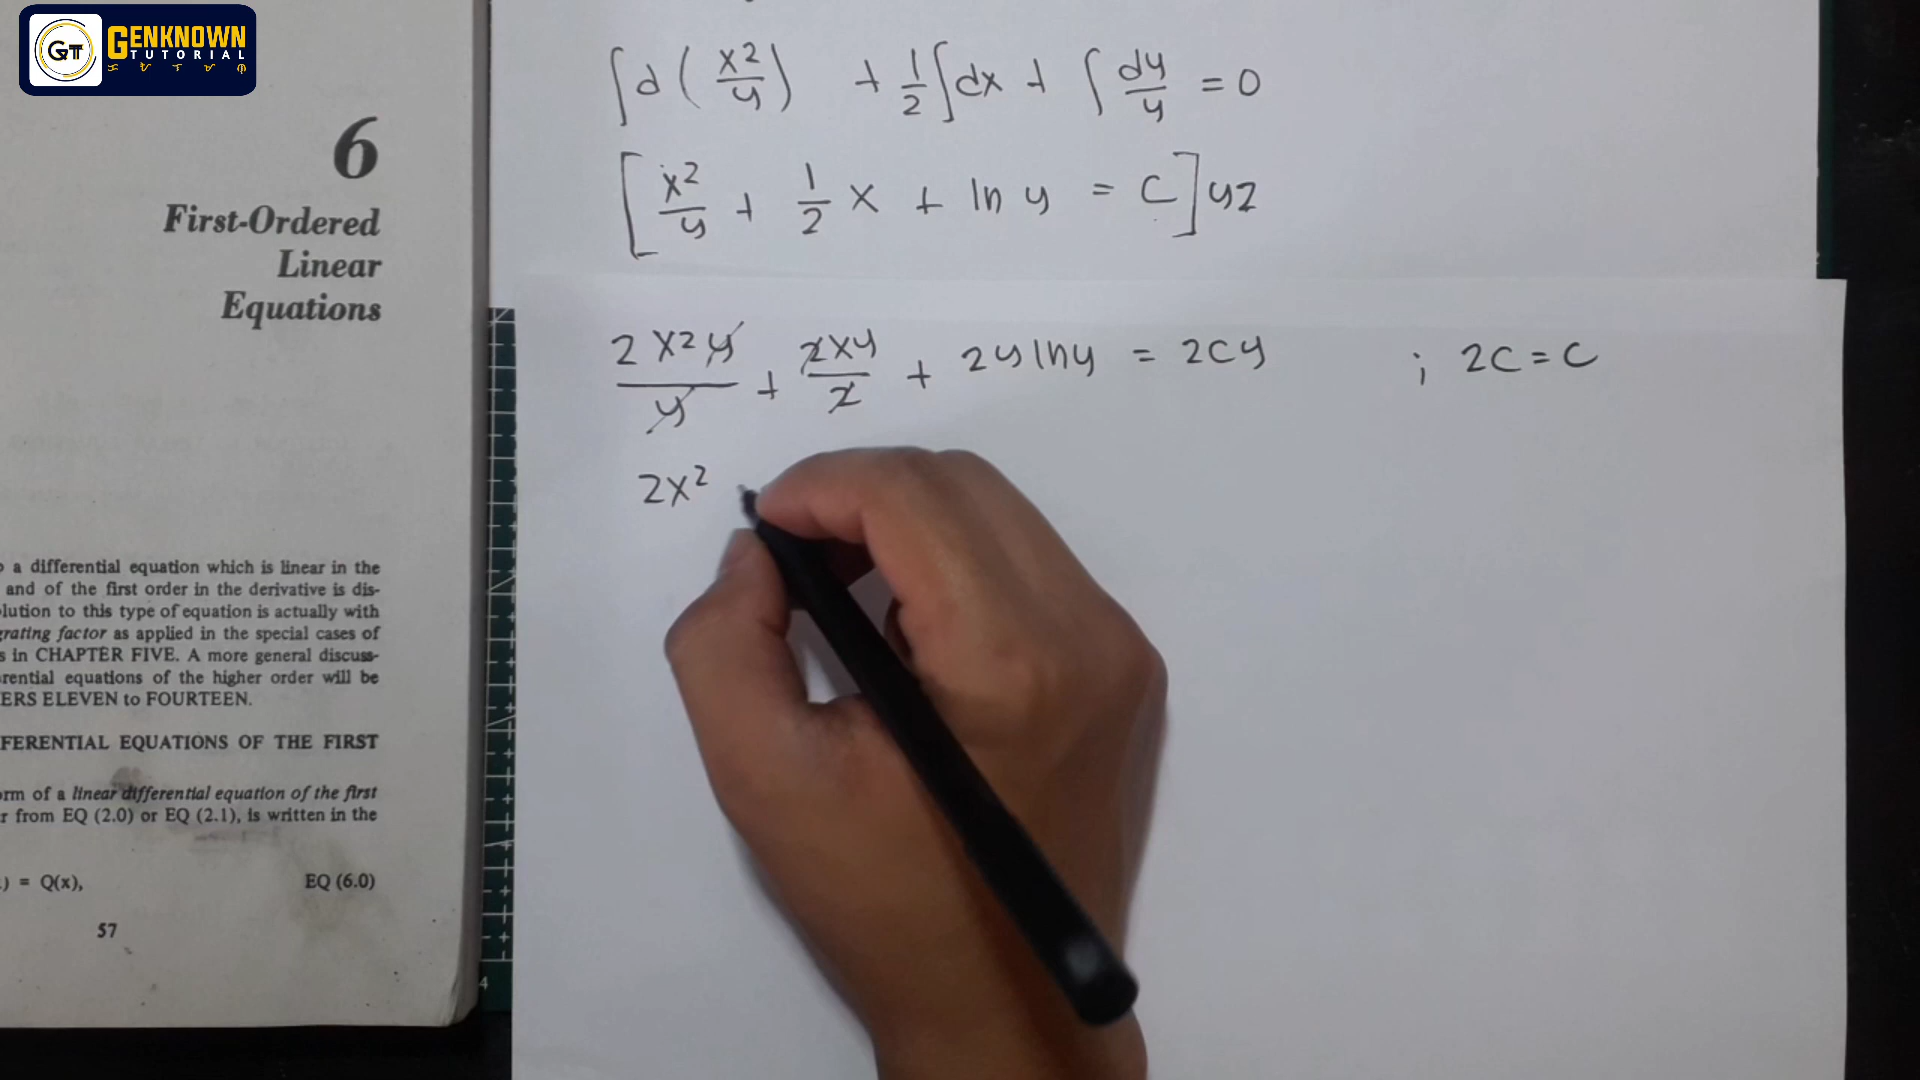 GT GENKNOWN
TUTORIAL
6
First-Ordered
Linear
Equations
a differential equation which is linear in the
and of the first order in the derivative is dis-
lution to this type of equation is actually with
grating factor as applied in the special cases of
s in CHAPTER FIVE. A more general discuss-
rential equations of the higher order will be
ERS ELEVEN to FOURTEEN.
FERENTIAL EQUATIONS OF THE FIRST
orm of a linear differential equation of the first
r from EQ (2.0) or EQ (2.1), is written in the
) = Q(x), EQ (6.0)
57
∫d(x²/y) + 1/2∫dx + ∫dy/y = 0
[x²/y + 1/2 x + ln y = C] y2
2x²y/y + 2xy/2 + 2y ln y = 2Cy ; 2C = C
2x²
4